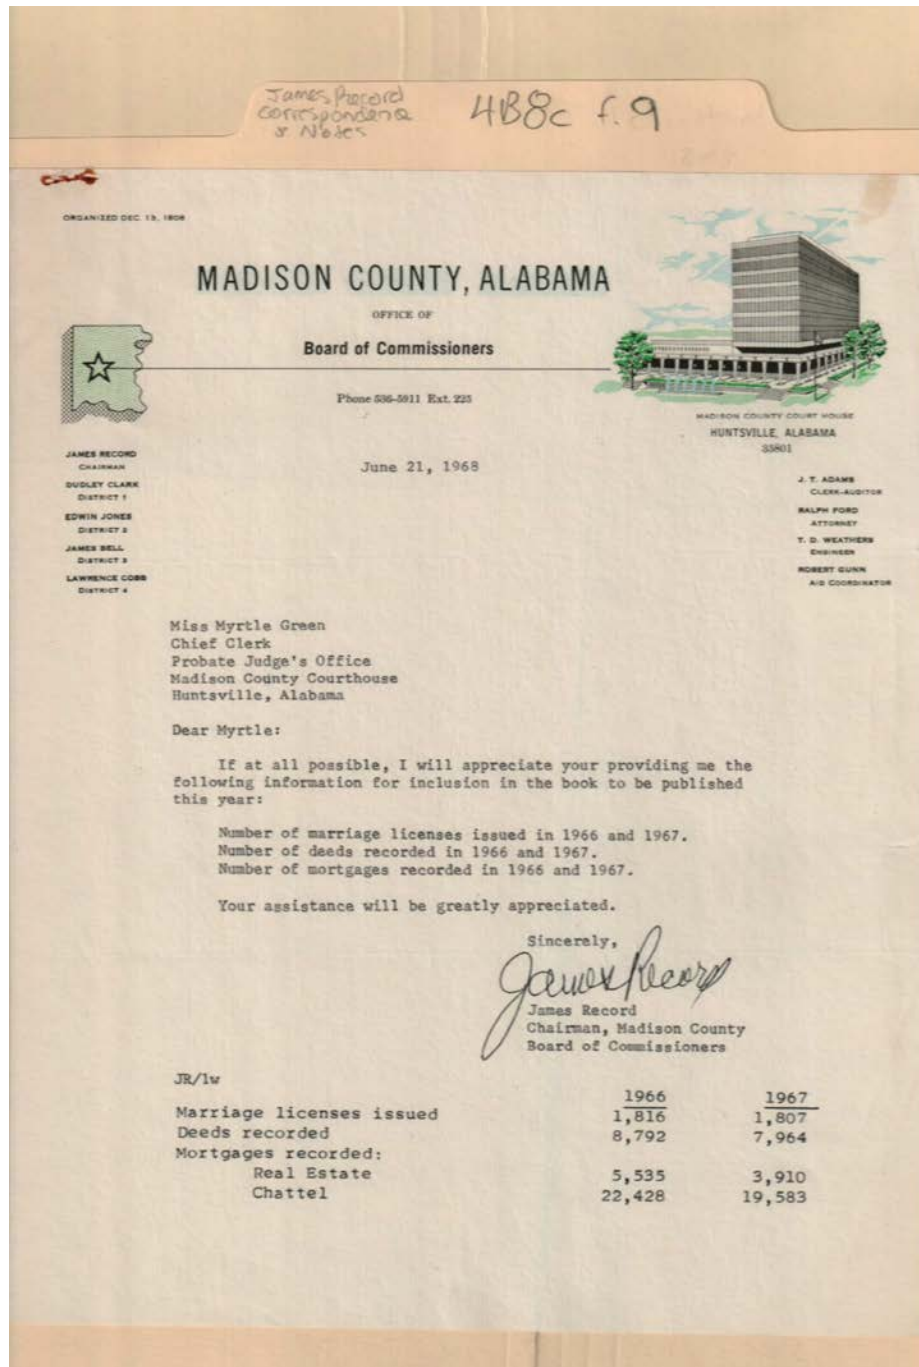 James Record
Correspondence
& Notes
4B8c f.9
ORGANIZED DEC. 13, 1808
MADISON COUNTY, ALABAMA
OFFICE OF
Board of Commissioners
Phone 536-5911 Ext. 225
MADISON COUNTY COURT HOUSE
HUNTSVILLE, ALABAMA
35801
June 21, 1968
JAMES RECORD
CHAIRMAN
DUDLEY CLARK
DISTRICT 1
EDWIN JONES
DISTRICT 2
JAMES BELL
DISTRICT 3
LAWRENCE COBB
DISTRICT 4
J. T. ADAMS
CLERK-AUDITOR
RALPH FORD
ATTORNEY
T. D. WEATHERS
ENGINEER
ROBERT GUNN
AID COORDINATOR
Miss Myrtle Green
Chief Clerk
Probate Judge's Office
Madison County Courthouse
Huntsville, Alabama
Dear Myrtle:
If at all possible, I will appreciate your providing me the
following information for inclusion in the book to be published
this year:
Number of marriage licenses issued in 1966 and 1967.
Number of deeds recorded in 1966 and 1967.
Number of mortgages recorded in 1966 and 1967.
Your assistance will be greatly appreciated.
Sincerely,
James Record
James Record
Chairman, Madison County
Board of Commissioners
JR/lw
1966 1967
Marriage licenses issued 1,816 1,807
Deeds recorded 8,792 7,964
Mortgages recorded:
Real Estate 5,535 3,910
Chattel 22,428 19,583